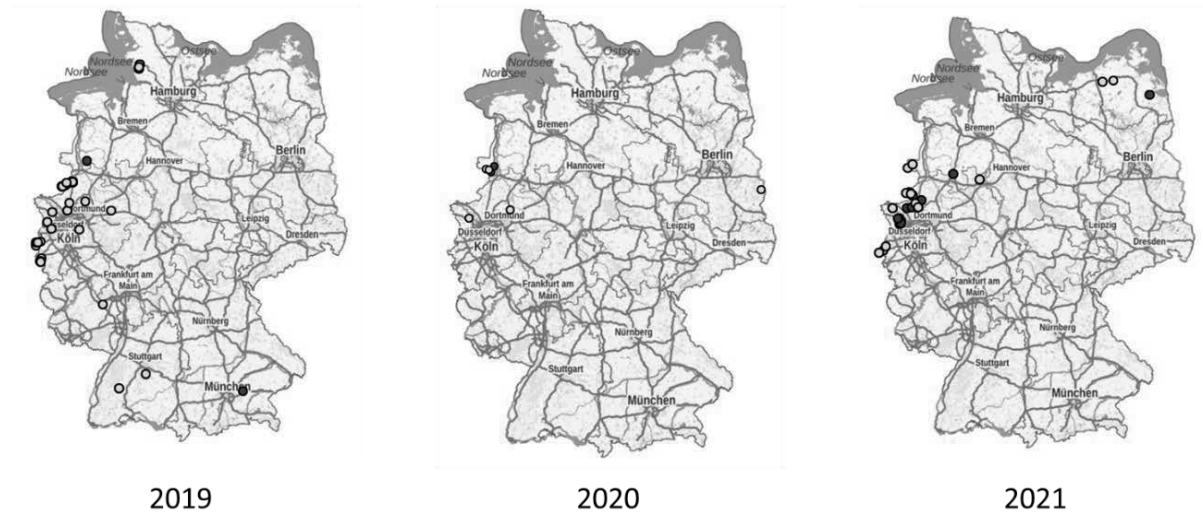 Ostsee
Nordsee
Nordsee
Hamburg
Bremen
Berlin
Hannover
Dortmund
Düsseldorf
Köln
Leipzig
Dresden
Frankfurt am
Main
Nürnberg
Stuttgart
München
2019
Ostsee
Nordsee
Nordsee
Hamburg
Bremen
Berlin
Hannover
Dortmund
Düsseldorf
Köln
Leipzig
Dresden
Frankfurt am
Main
Nürnberg
Stuttgart
München
2020
Ostsee
Nordsee
Nordsee
Hamburg
Bremen
Berlin
Hannover
Dortmund
Düsseldorf
Köln
Leipzig
Dresden
Frankfurt am
Main
Nürnberg
Stuttgart
München
2021